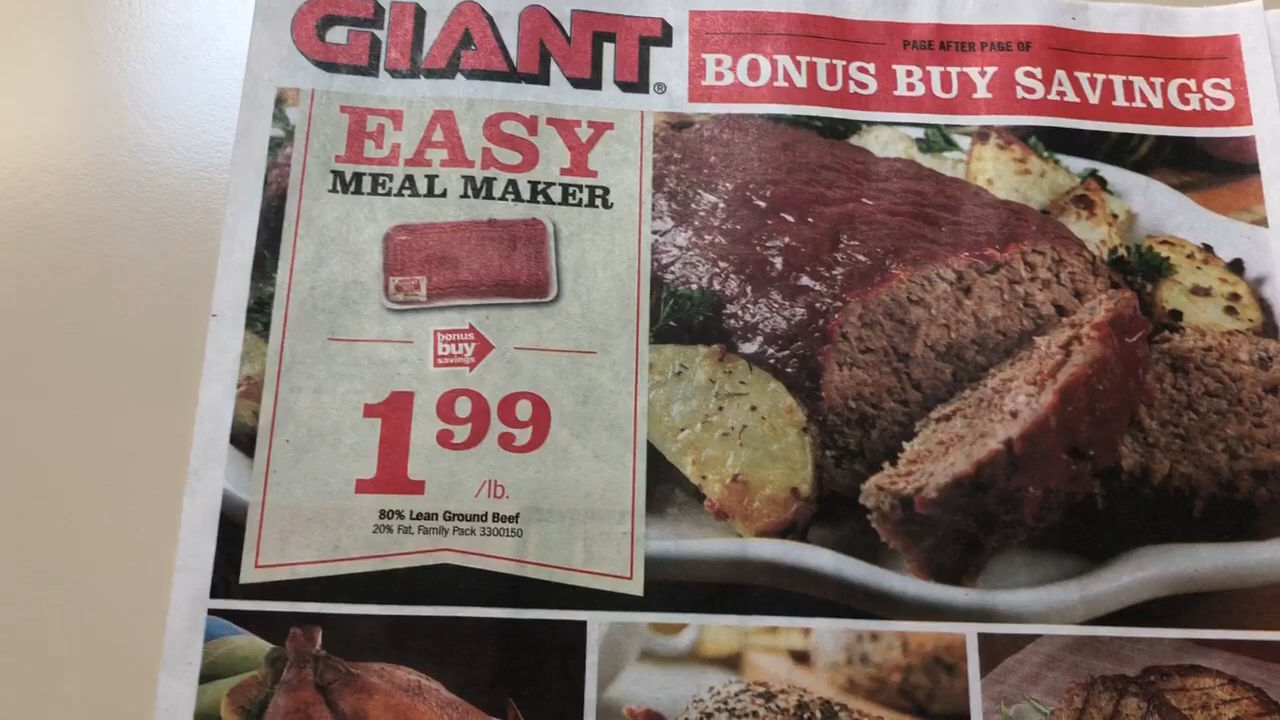 GIANT®
PAGE AFTER PAGE OF
BONUS BUY SAVINGS
EASY
MEAL MAKER
bonus
buy
savings
1 99
/lb.
80% Lean Ground Beef
20% Fat, Family Pack 3300150